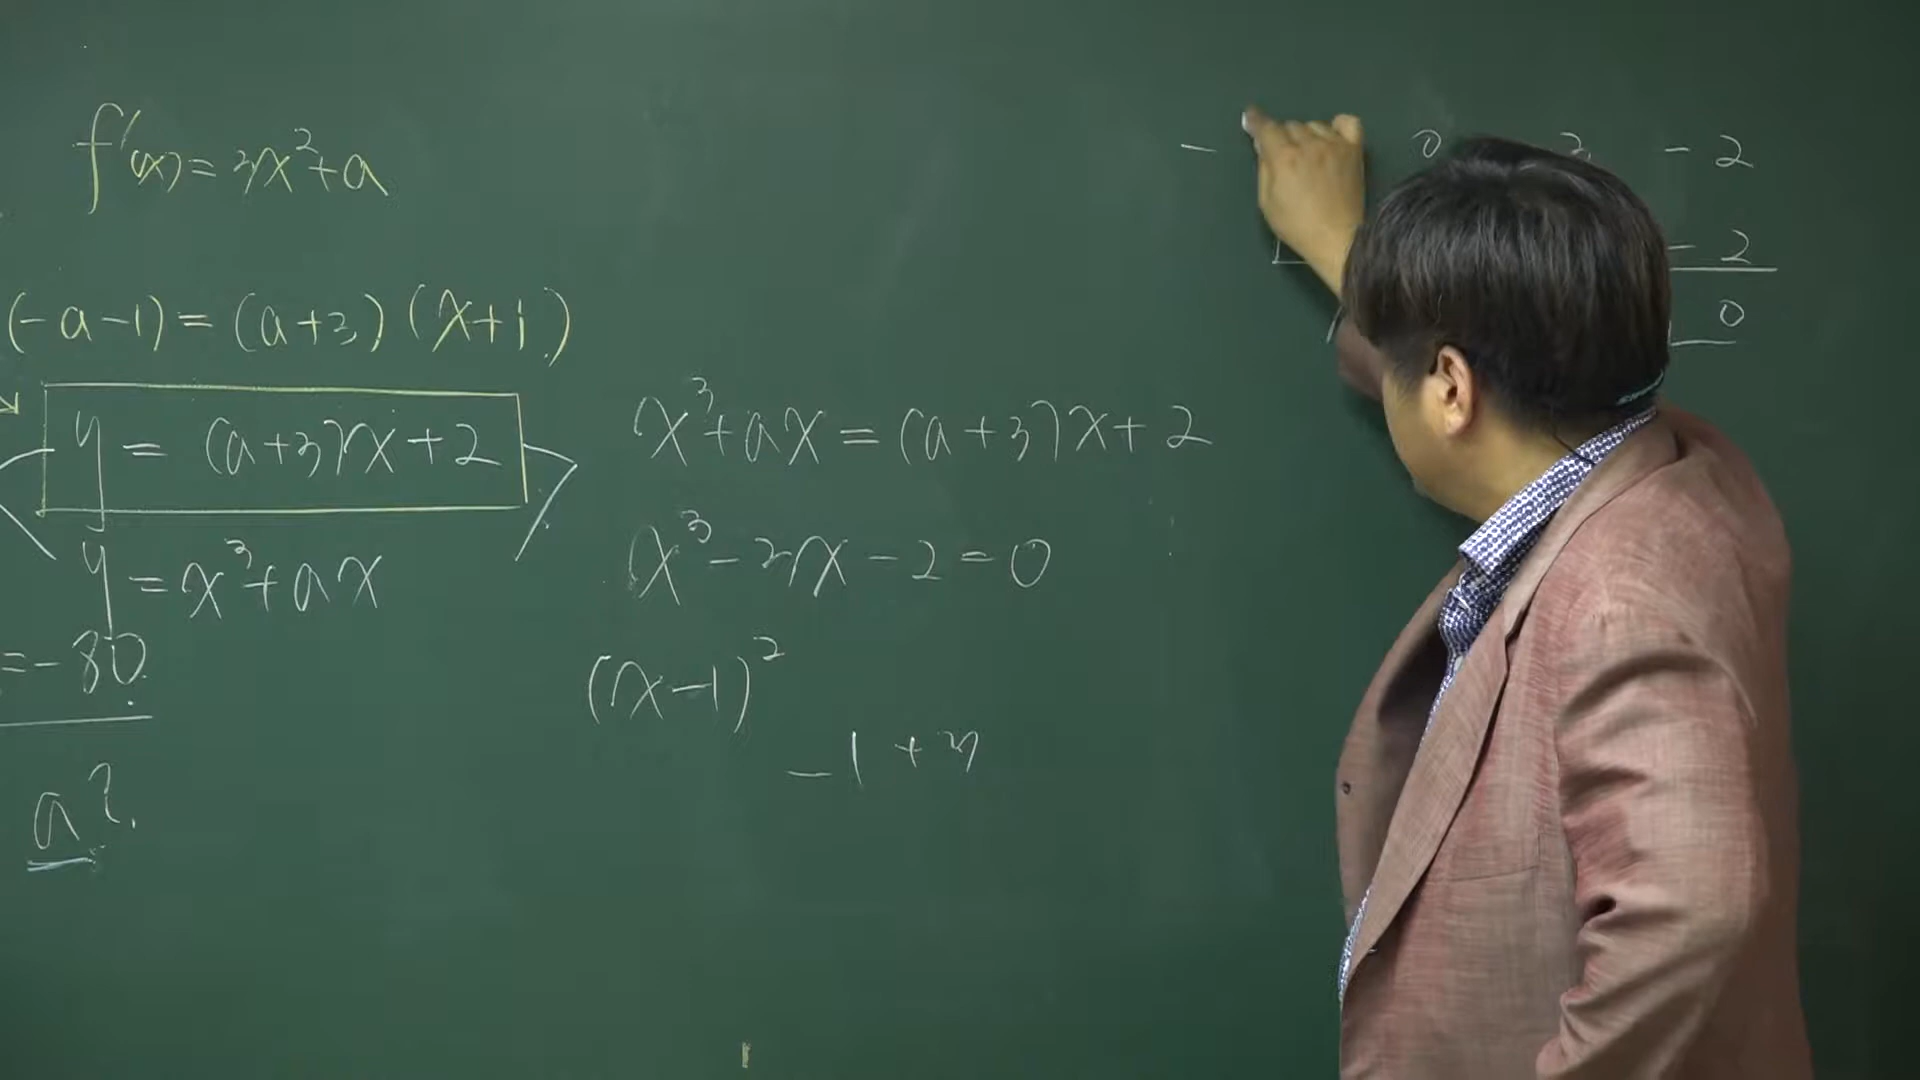 f'(x) = 3x² + a
(-a-1) = (a+3)(x+1)
y = (a+3)x+2
y = x³ + ax
= -80
a?
x³+ax = (a+3)x+2
x³-3x-2=0
(x-1)²
-1+3
- 0 -2
-2
0